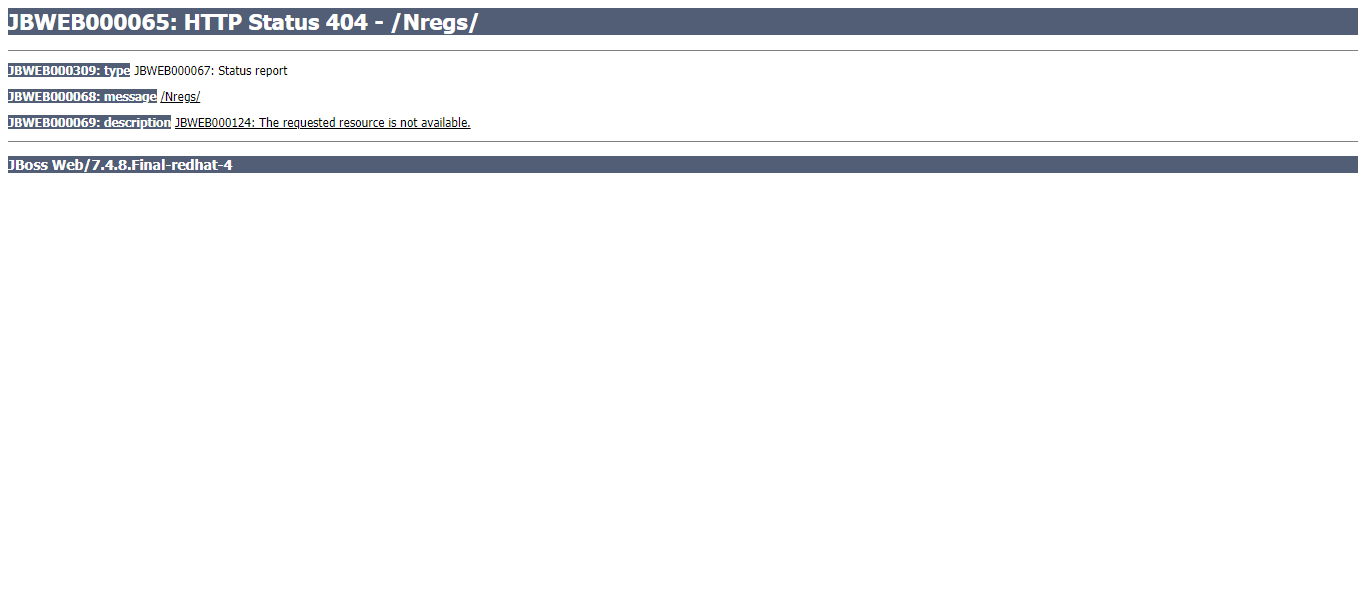 JBWEB000065: HTTP Status 404 - /Nregs/
JBWEB000309: type JBWEB000067: Status report
JBWEB000068: message /Nregs/
JBWEB000069: description JBWEB000124: The requested resource is not available.
JBoss Web/7.4.8.Final-redhat-4